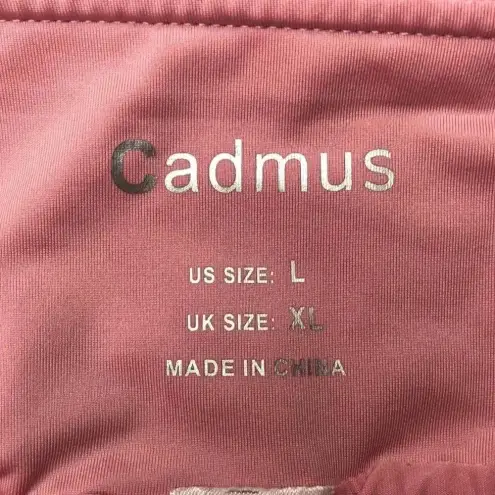 Cadmus
US SIZE: L
UK SIZE: XL
MADE IN CHINA